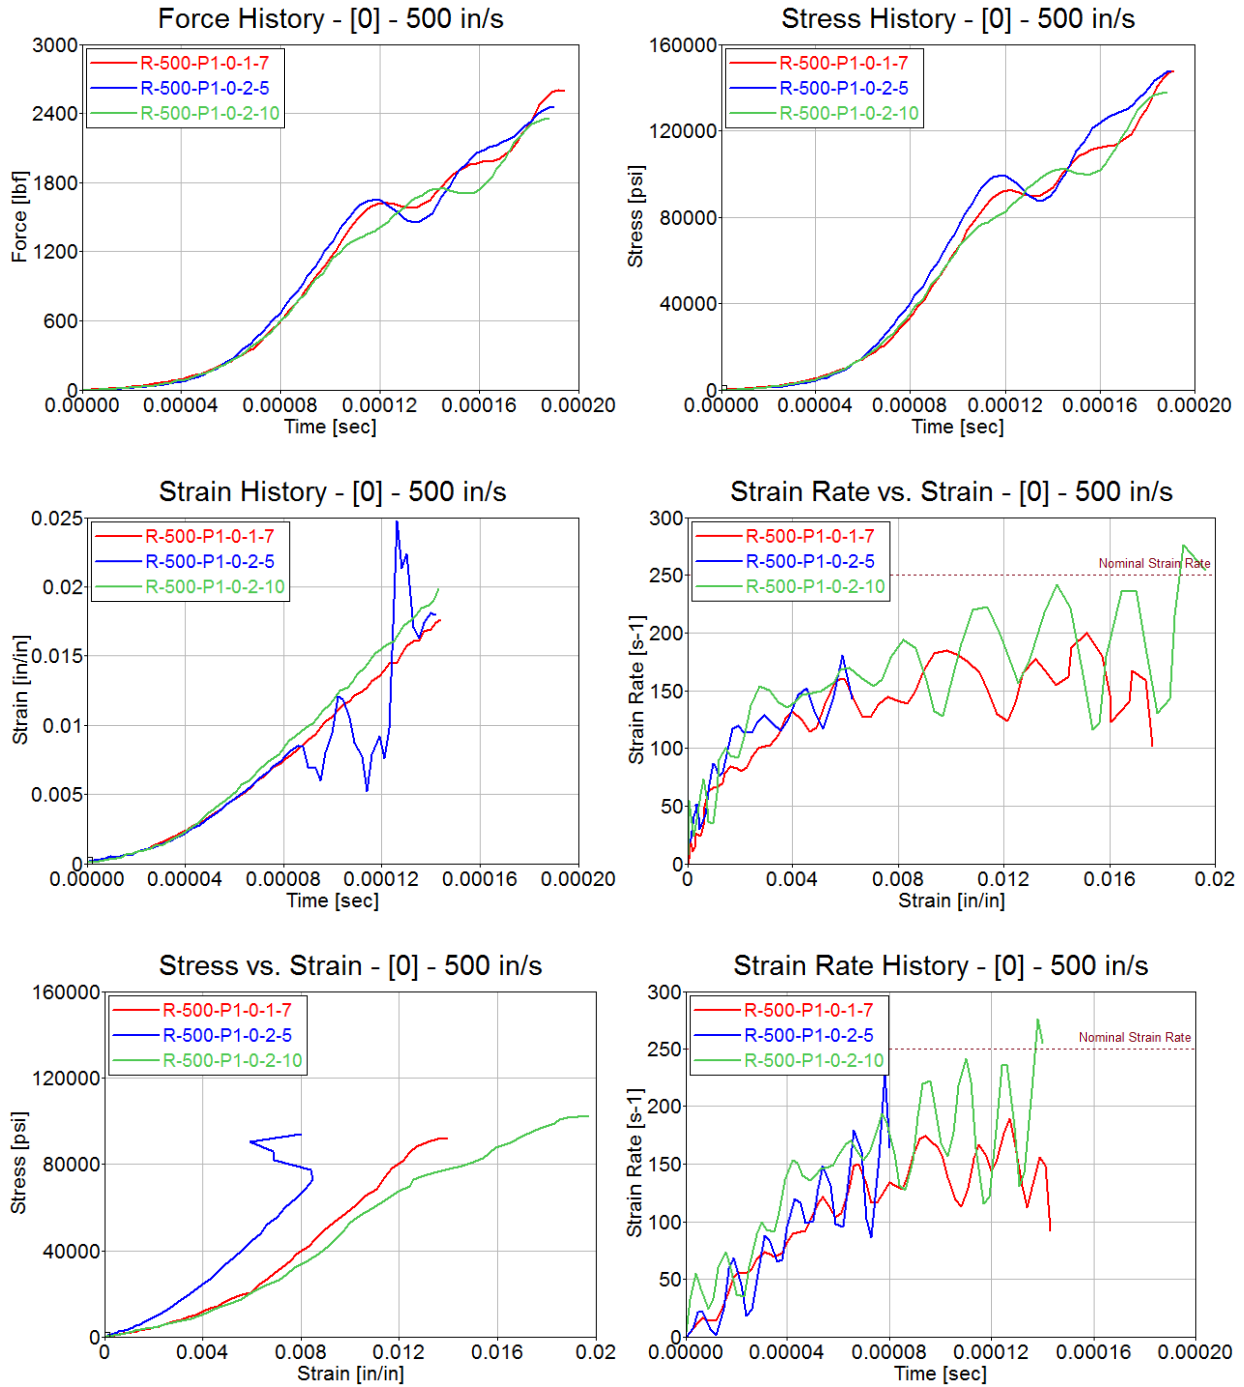 Force History - [0] - 500 in/s
3000
2400
1800
1200
600
0
Force [lbf]
R-500-P1-0-1-7
R-500-P1-0-2-5
R-500-P1-0-2-10
0.00000 0.00004 0.00008 0.00012 0.00016 0.00020
Time [sec]
Stress History - [0] - 500 in/s
160000
120000
80000
40000
0
Stress [psi]
R-500-P1-0-1-7
R-500-P1-0-2-5
R-500-P1-0-2-10
0.00000 0.00004 0.00008 0.00012 0.00016 0.00020
Time [sec]
Strain History - [0] - 500 in/s
0.025
0.02
0.015
0.01
0.005
0
Strain [in/in]
R-500-P1-0-1-7
R-500-P1-0-2-5
R-500-P1-0-2-10
0.00000 0.00004 0.00008 0.00012 0.00016 0.00020
Time [sec]
Strain Rate vs. Strain - [0] - 500 in/s
300
250
200
150
100
50
0
Strain Rate [s-1]
R-500-P1-0-1-7
R-500-P1-0-2-5
R-500-P1-0-2-10
Nominal Strain Rate
0 0.004 0.008 0.012 0.016 0.02
Strain [in/in]
Stress vs. Strain - [0] - 500 in/s
160000
120000
80000
40000
0
Stress [psi]
R-500-P1-0-1-7
R-500-P1-0-2-5
R-500-P1-0-2-10
0 0.004 0.008 0.012 0.016 0.02
Strain [in/in]
Strain Rate History - [0] - 500 in/s
300
250
200
150
100
50
0
Strain Rate [s-1]
R-500-P1-0-1-7
R-500-P1-0-2-5
R-500-P1-0-2-10
Nominal Strain Rate
0.00000 0.00004 0.00008 0.00012 0.00016 0.00020
Time [sec]